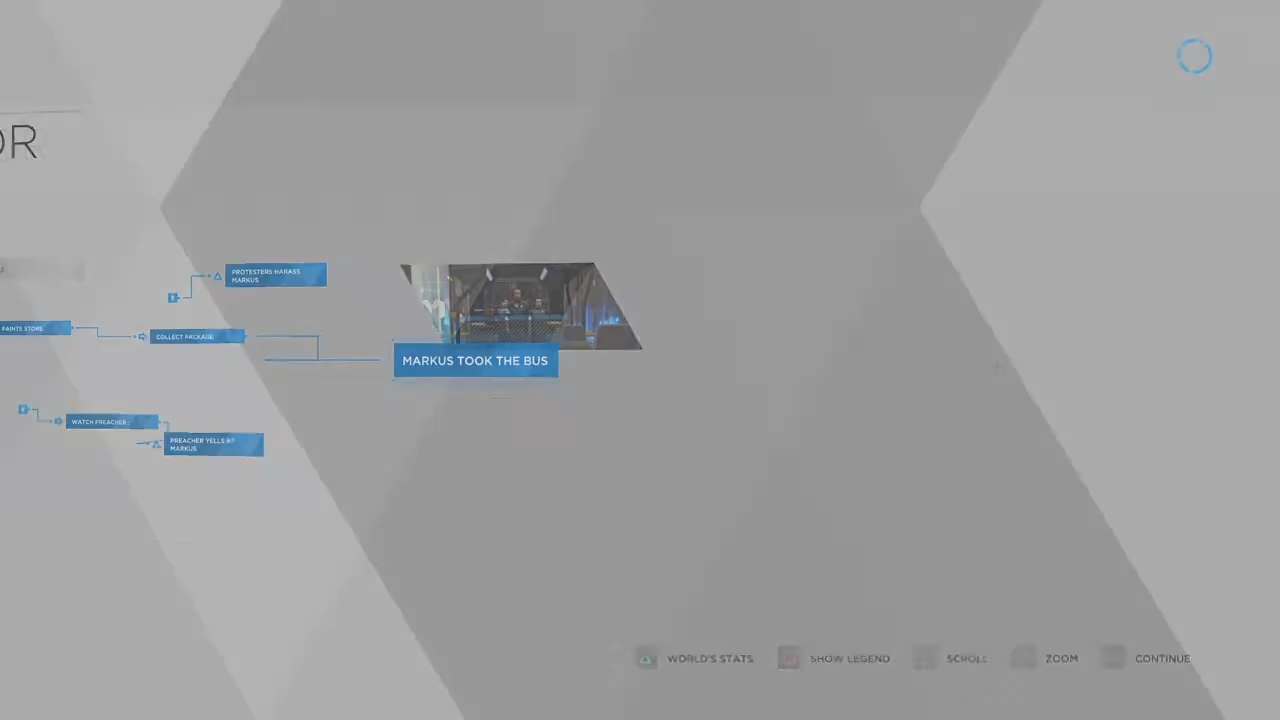 OR
PROTESTERS HARASS
MARKUS
PAINTS STORE
COLLECT PACKAGE
MARKUS TOOK THE BUS
WATCH PREACHER
PREACHER YELLS AT
MARKUS
WORLD'S STATS
SHOW LEGEND
SCROLL
ZOOM
CONTINUE